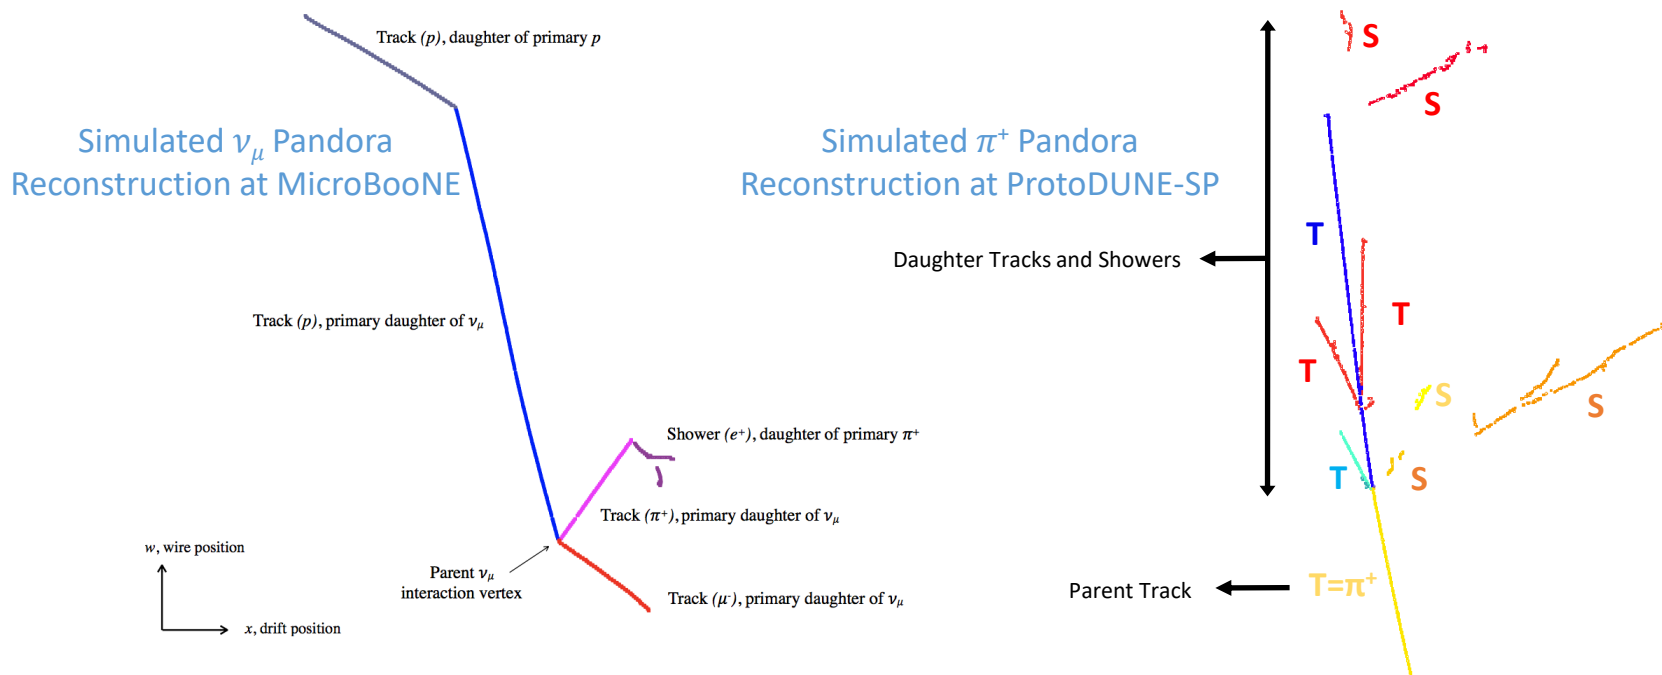 Track (p), daughter of primary p
Simulated νμ Pandora
Reconstruction at MicroBooNE
Track (p), primary daughter of νμ
Shower (e⁺), daughter of primary π⁺
Track (π⁺), primary daughter of νμ
Parent νμ
interaction vertex
Track (μ⁻), primary daughter of νμ
w, wire position
x, drift position
Simulated π⁺ Pandora
Reconstruction at ProtoDUNE-SP
Daughter Tracks and Showers
Parent Track
S
S
T
T
T
S
S
T
S
T=π⁺